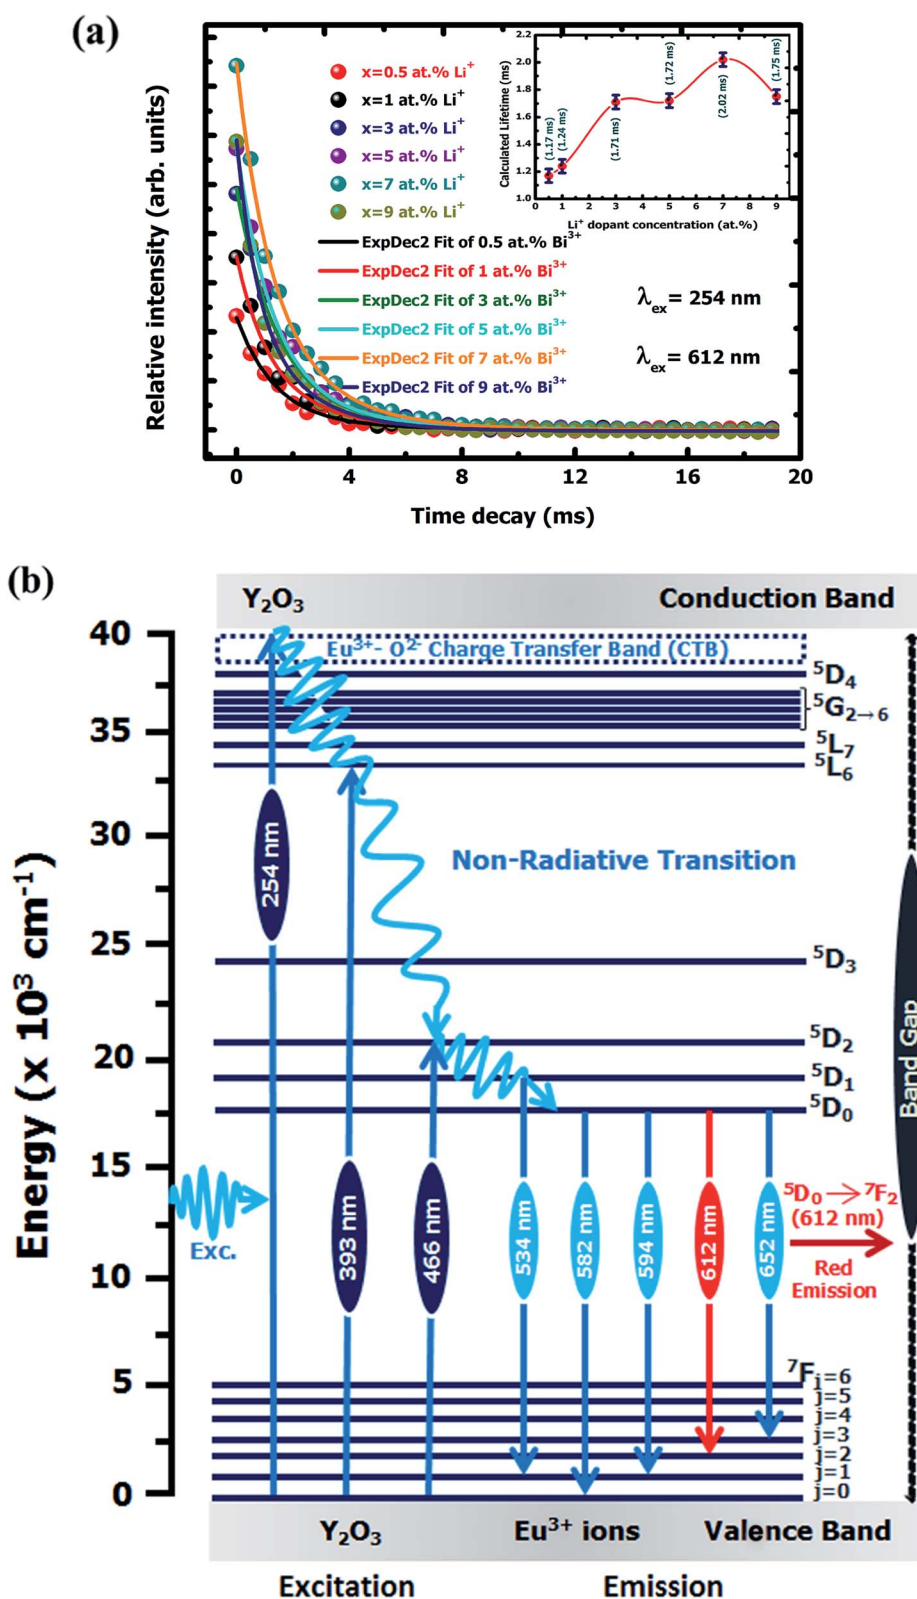 (a)
Relative intensity (arb. units)
x=0.5 at.% Li⁺
x=1 at.% Li⁺
x=3 at.% Li⁺
x=5 at.% Li⁺
x=7 at.% Li⁺
x=9 at.% Li⁺
ExpDec2 Fit of 0.5 at.% Bi³⁺
ExpDec2 Fit of 1 at.% Bi³⁺
ExpDec2 Fit of 3 at.% Bi³⁺
ExpDec2 Fit of 5 at.% Bi³⁺
ExpDec2 Fit of 7 at.% Bi³⁺
ExpDec2 Fit of 9 at.% Bi³⁺
Calculated Lifetime (ms)
2.2
2.0
1.8
1.6
1.4
1.2
1.0
(1.17 ms)
(1.24 ms)
(1.71 ms)
(1.72 ms)
(2.02 ms)
(1.75 ms)
0 1 2 3 4 5 6 7 8 9
Li⁺ dopant concentration (at.%)
λex= 254 nm
λex= 612 nm
0 4 8 12 16 20
Time decay (ms)
(b)
Y₂O₃ Conduction Band
Energy (x 10³ cm⁻¹)
40
35
30
25
20
15
10
5
0
Eu³⁺- O²⁻ Charge Transfer Band (CTB)
⁵D₄
⁵G₂→₆
⁵L₇
⁵L₆
Non-Radiative Transition
⁵D₃
⁵D₂
⁵D₁
⁵D₀
Band Gap
254 nm
393 nm
466 nm
534 nm
582 nm
594 nm
612 nm
652 nm
Exc.
⁵D₀→⁷F₂
(612 nm)
Red
Emission
⁷Fj=6
j=5
j=4
j=3
j=2
j=1
j=0
Y₂O₃ Eu³⁺ ions Valence Band
Excitation Emission